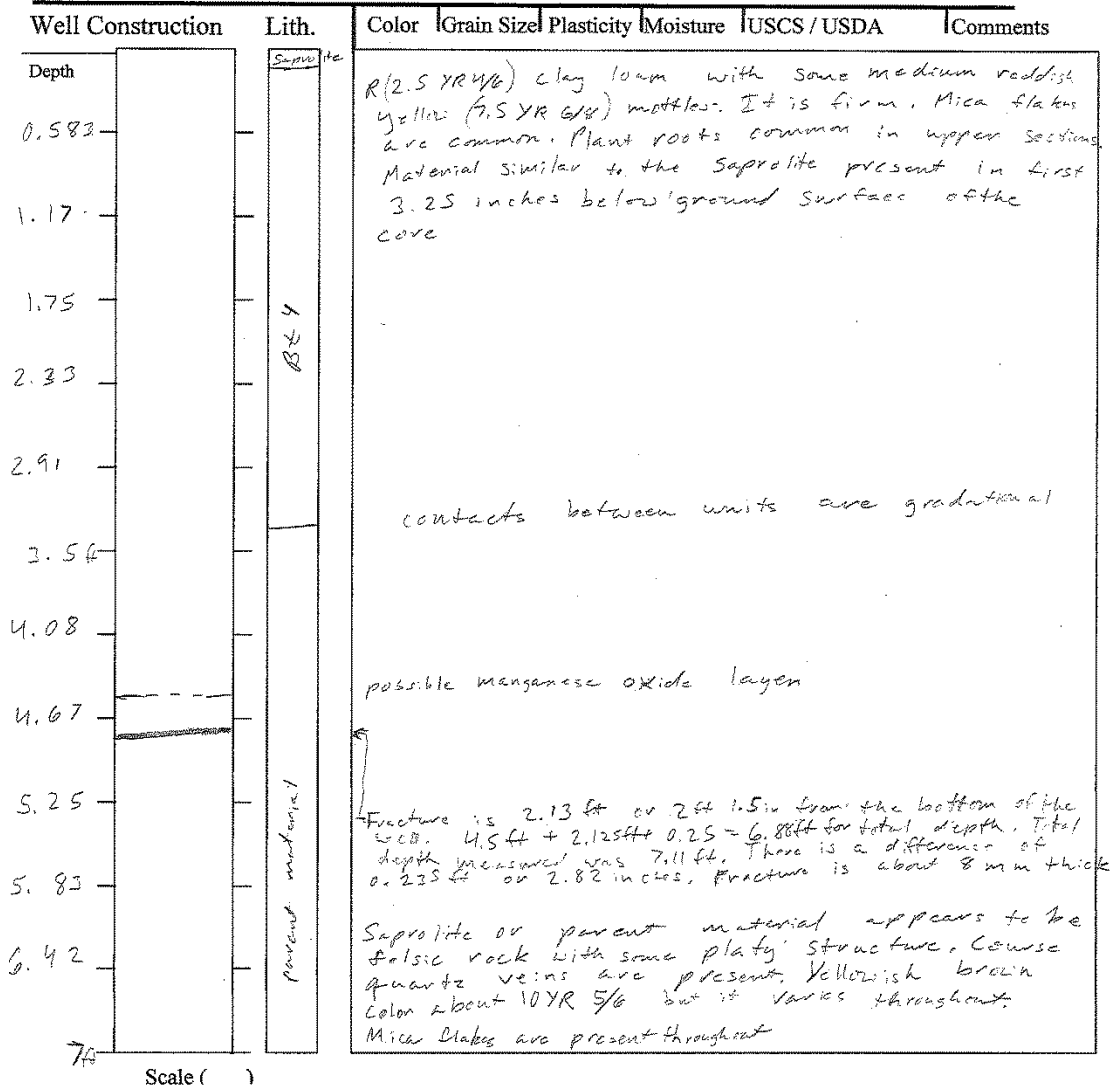 Well Construction Lith. Color Grain Size Plasticity Moisture USCS / USDA Comments
Depth
Saprolite
R (2.5 YR 4/6) clay loam with some medium reddish
yellow (7.5 YR 6/8) mottles. It is firm. Mica flakes
0.583
are common. Plant roots common in upper sections.
Material similar to the saprolite present in first
3.25 inches below ground surface of the
1.17
core
1.75
Bt 4
2.33
2.91
contacts between units are gradational
3.5 ft
4.08
possible manganese oxide layer
4.67
5.25
Fracture is 2.13 ft or 2 ft 1.5 in from the bottom of the
4.5 ft + 2.125 ft + 0.25 = 6.88 ft for total depth. Total
depth measured was 7.11 ft. There is a difference of
0.235 ft or 2.82 inches. Fracture is about 8 mm thick
5.83
parent material
Saprolite or parent material appears to be
felsic rock with some platy structure. Course
6.42
quartz veins are present. Yellowish brown
color about 10 YR 5/6 but it varies throughout.
Mica flakes are present throughout
7 ft
Scale ( )